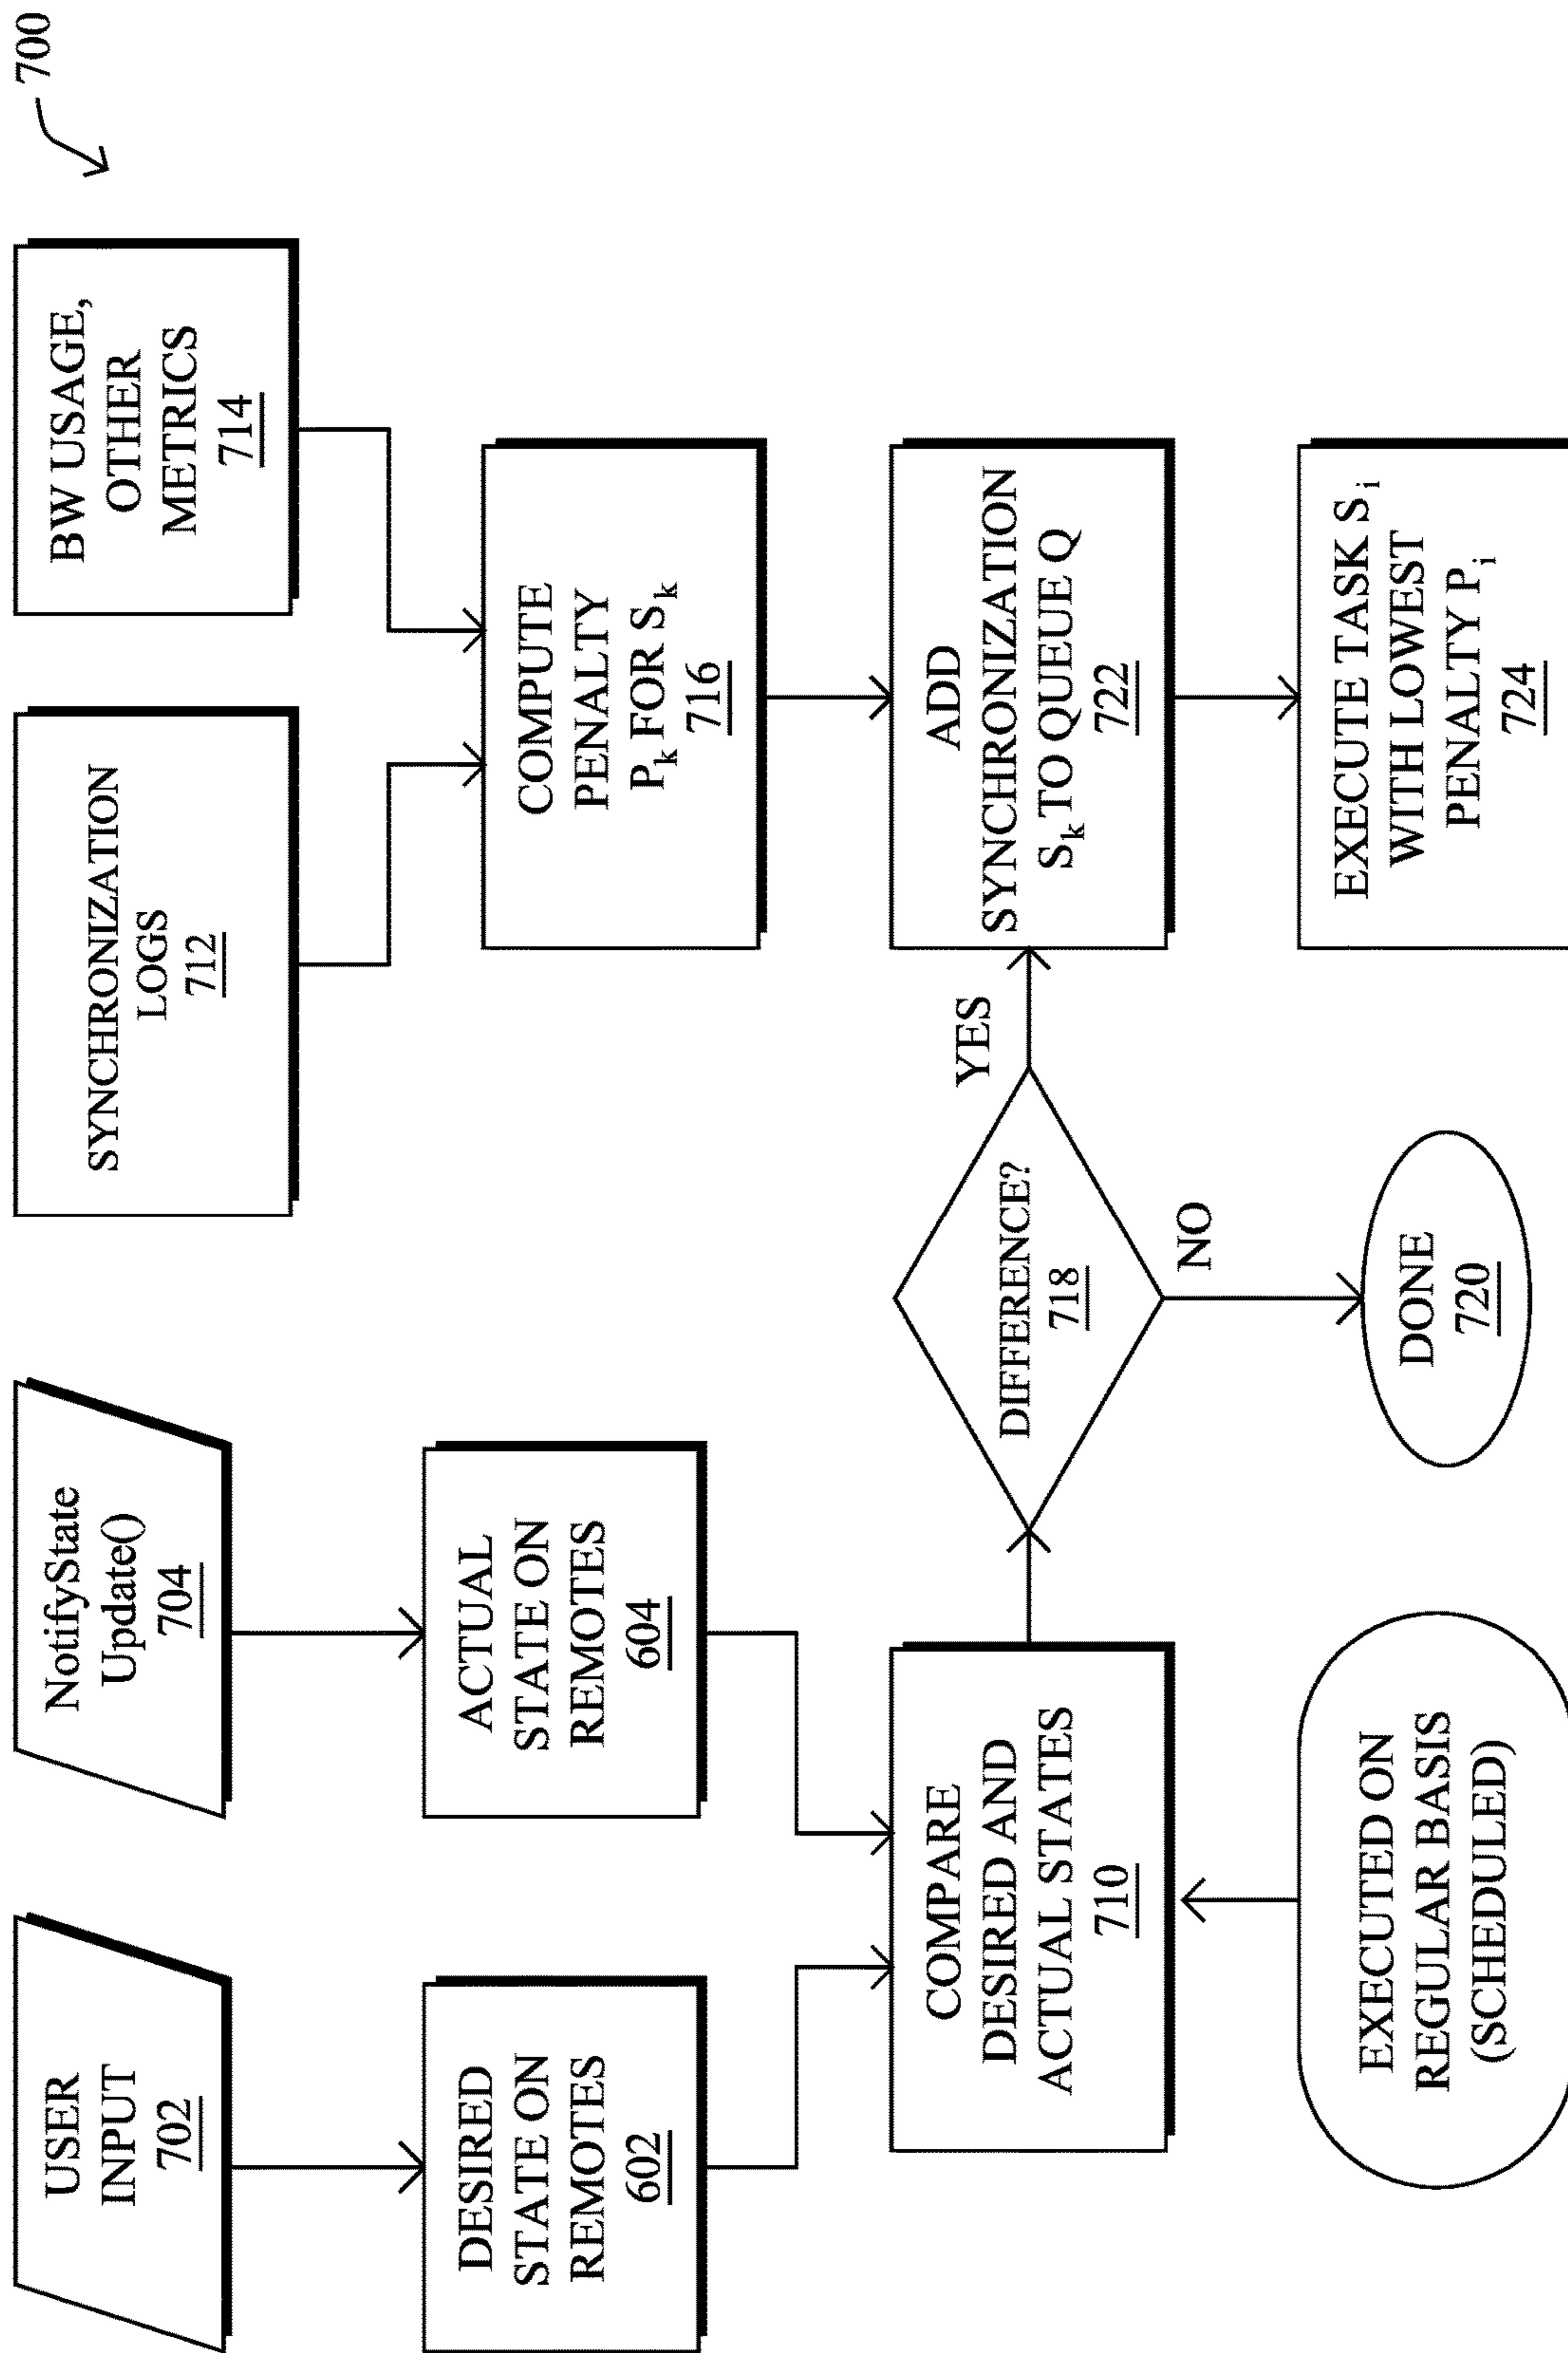 700
USER
INPUT
702
NotifyState
Update()
704
SYNCHRONIZATION
LOGS
712
BW USAGE,
OTHER
METRICS
714
DESIRED
STATE ON
REMOTES
602
ACTUAL
STATE ON
REMOTES
604
COMPUTE
PENALTY
Pk FOR Sk
716
COMPARE
DESIRED AND
ACTUAL STATES
710
DIFFERENCE?
718
YES
NO
ADD
SYNCHRONIZATION
Sk TO QUEUE Q
722
EXECUTED ON
REGULAR BASIS
(SCHEDULED)
DONE
720
EXECUTE TASK Si
WITH LOWEST
PENALTY Pi
724